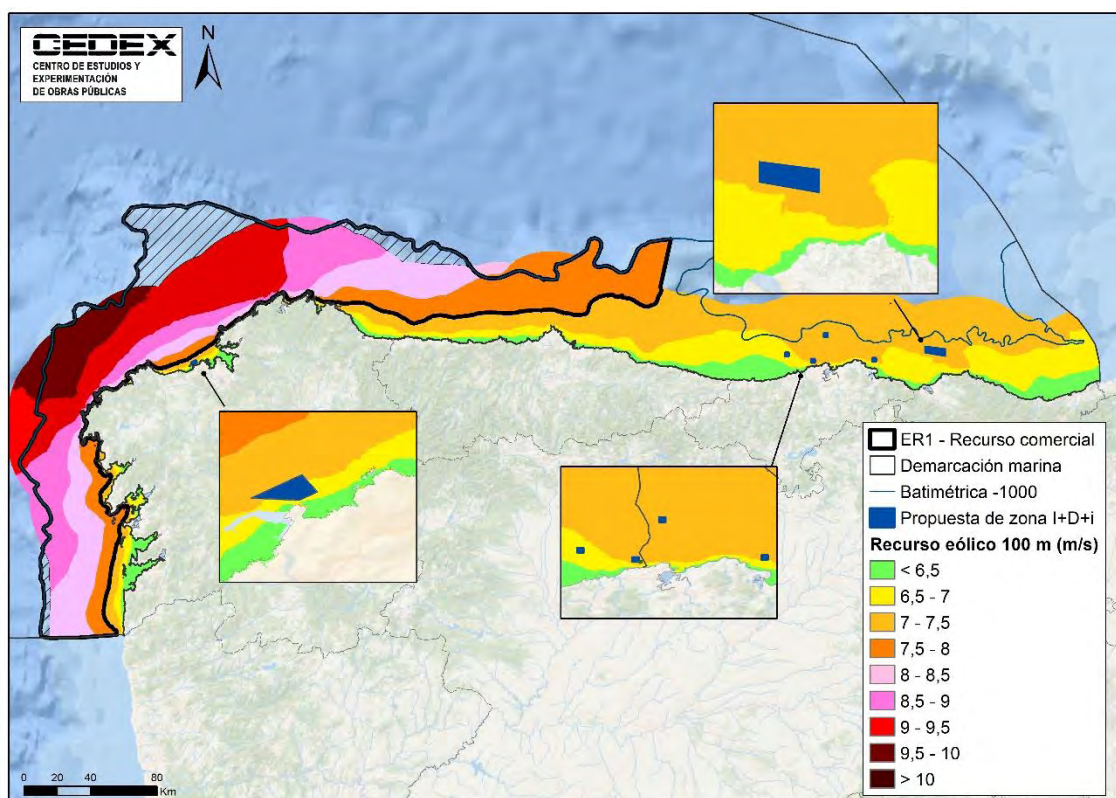 CEDEX
CENTRO DE ESTUDIOS Y
EXPERIMENTACIÓN
DE OBRAS PÚBLICAS
N
ER1 - Recurso comercial
Demarcación marina
Batimétrica -1000
Propuesta de zona I+D+i
Recurso eólico 100 m (m/s)
< 6,5
6,5 - 7
7 - 7,5
7,5 - 8
8 - 8,5
8,5 - 9
9 - 9,5
9,5 - 10
> 10
0 20 40 80
Km